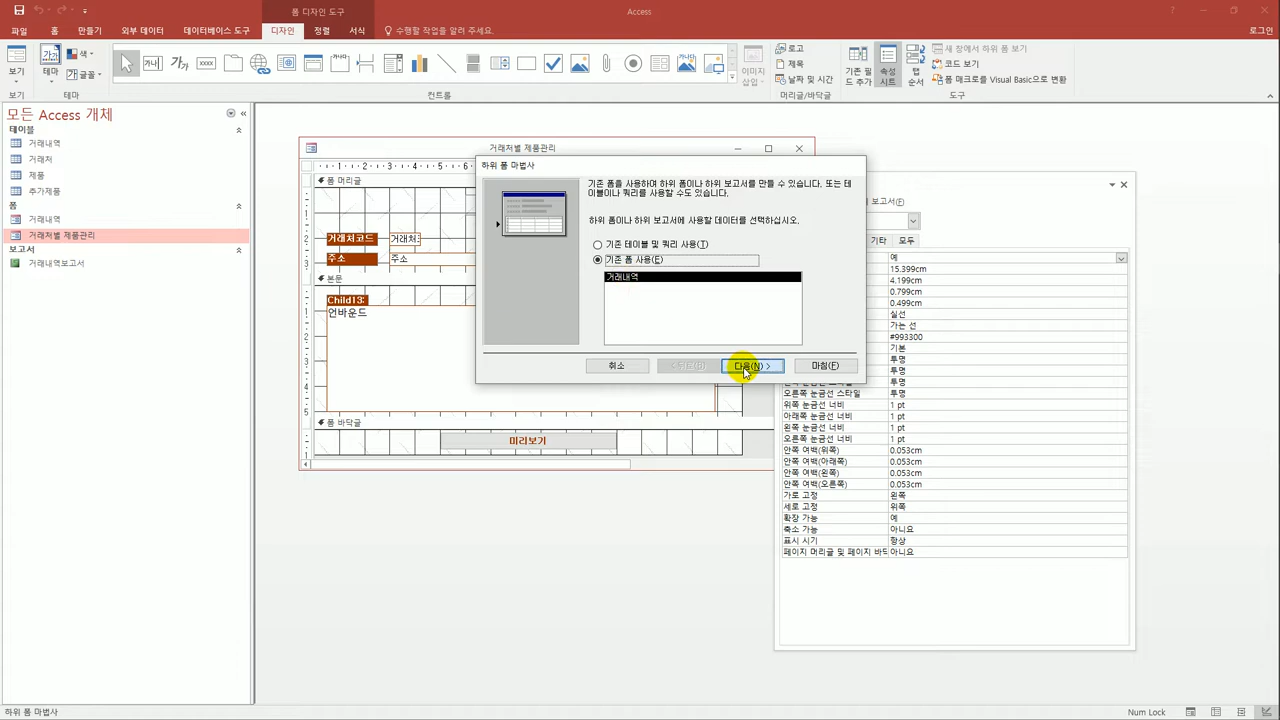 폼 디자인 도구
Access
파일
홈
만들기
외부 데이터
데이터베이스 도구
디자인
정렬
서식
수행할 작업을 알려 주세요.
로그인
보기
테마
색
글꼴
이미지 삽입
로고
제목
날짜 및 시간
기존 필드 추가
속성 시트
탭 순서
새 창에서 하위 폼 보기
코드 보기
폼 매크로를 Visual Basic으로 변환
보기
테마
컨트롤
머리글/바닥글
도구
모든 Access 개체
테이블
거래내역
거래처
제품
추가제품
폼
거래내역
거래처별 제품관리
보고서
거래내역보고서
거래처별 제품관리
폼 머리글
거래처코드
주소
주소
본문
Child13:
언바운드
폼 바닥글
미리보기
하위 폼 마법사
기존 폼을 사용하여 하위 폼이나 하위 보고서를 만들 수 있습니다. 또는 테
이블이나 쿼리를 사용할 수도 있습니다.
하위 폼이나 하위 보고서에 사용할 데이터를 선택하십시오.
기존 테이블 및 쿼리 사용(T)
기존 폼 사용(E)
거래내역
취소
< 뒤로(B)
다음(N) >
마침(F)
기타
모두
예
15.399cm
4.199cm
0.799cm
0.499cm
실선
가는 선
#993300
기본
투명
투명
투명
오른쪽 눈금선 스타일 투명
위쪽 눈금선 너비 1 pt
아래쪽 눈금선 너비 1 pt
왼쪽 눈금선 너비 1 pt
오른쪽 눈금선 너비 1 pt
안쪽 여백(위쪽) 0.053cm
안쪽 여백(아래쪽) 0.053cm
안쪽 여백(왼쪽) 0.053cm
안쪽 여백(오른쪽) 0.053cm
가로 고정 왼쪽
세로 고정 위쪽
확장 가능 예
축소 가능 아니요
표시 시기 항상
페이지 머리글 및 페이지 바닥 아니요
하위 폼 마법사
Num Lock